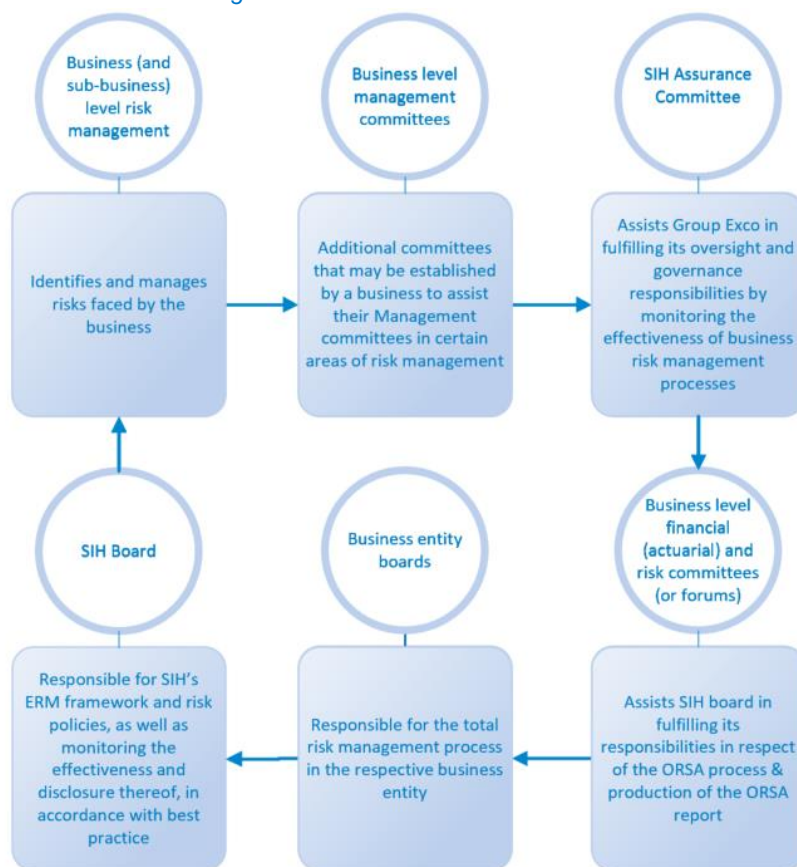 Business (and
sub-business)
level risk
management
Business level
management
committees
SIH Assurance
Committee
Identifies and manages
risks faced by the
business
Additional committees
that may be established
by a business to assist
their Management
committees in certain
areas of risk management
Assists Group Exco in
fulfilling its oversight and
governance
responsibilities by
monitoring the
effectiveness of business
risk management
processes
SIH Board
Business entity
boards
Business level
financial
(actuarial) and
risk committees
(or forums)
Responsible for SIH's
ERM framework and risk
policies, as well as
monitoring the
effectiveness and
disclosure thereof, in
accordance with best
practice
Responsible for the total
risk management process
in the respective business
entity
Assists SIH board in
fulfilling its
responsibilities in respect
of the ORSA process &
production of the ORSA
report